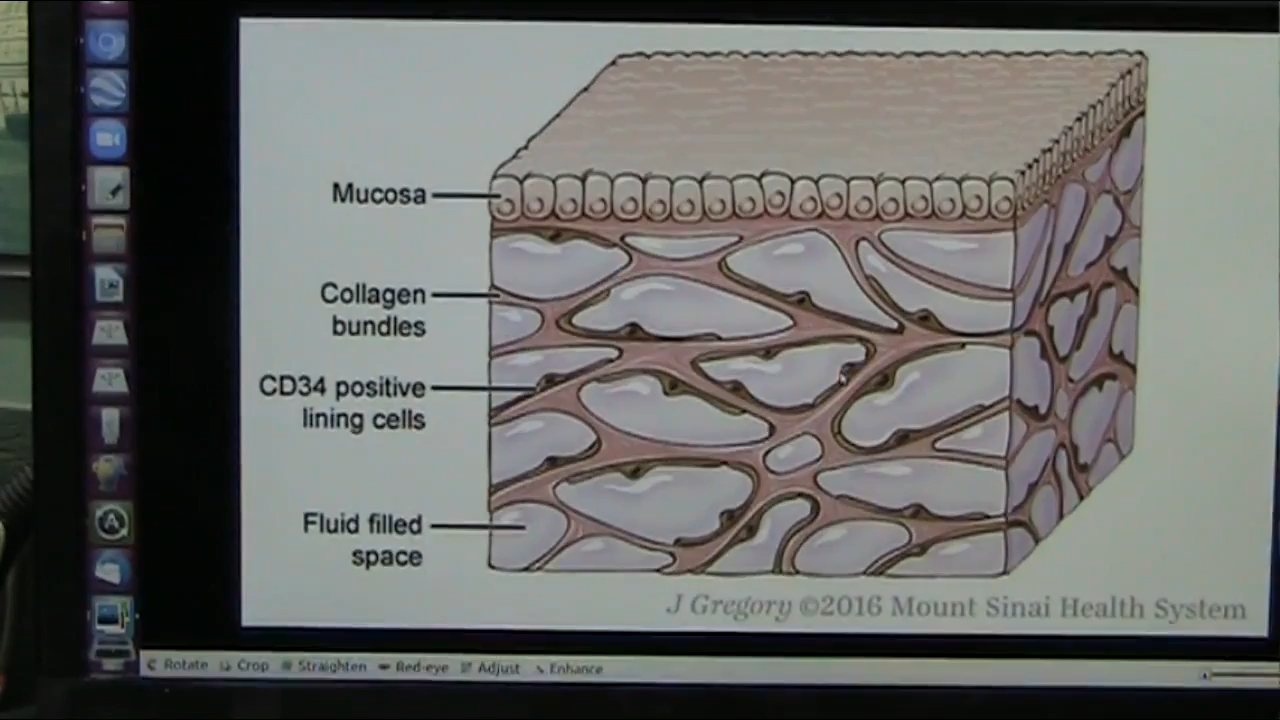 Mucosa
Collagen
bundles
CD34 positive
lining cells
Fluid filled
space
J Gregory ©2016 Mount Sinai Health System
Rotate Crop Straighten Red-eye Adjust Enhance